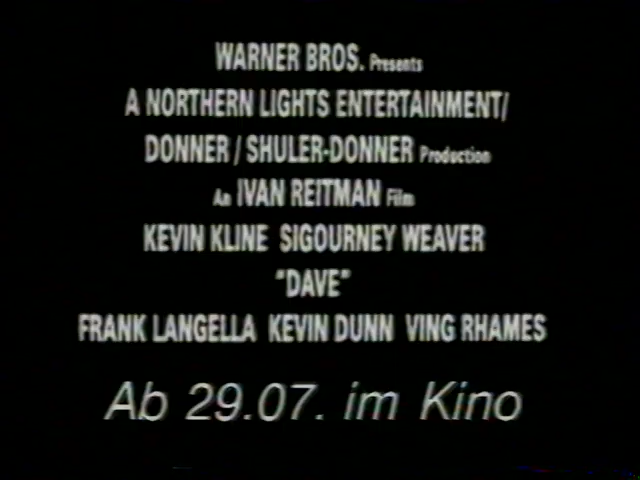 WARNER BROS. Presents
A NORTHERN LIGHTS ENTERTAINMENT/
DONNER / SHULER-DONNER Production
An IVAN REITMAN Film
KEVIN KLINE SIGOURNEY WEAVER
"DAVE"
FRANK LANGELLA KEVIN DUNN VING RHAMES
Ab 29.07. im Kino